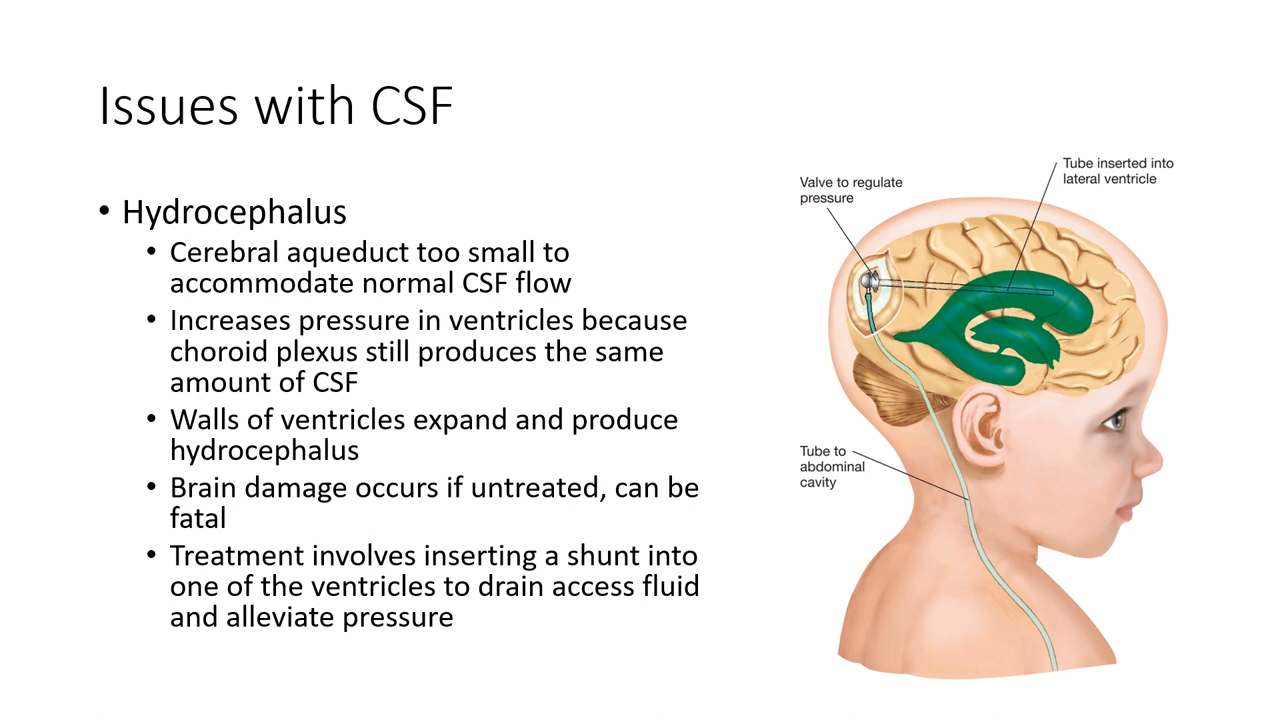 Issues with CSF
• Hydrocephalus
• Cerebral aqueduct too small to
accommodate normal CSF flow
• Increases pressure in ventricles because
choroid plexus still produces the same
amount of CSF
• Walls of ventricles expand and produce
hydrocephalus
• Brain damage occurs if untreated, can be
fatal
• Treatment involves inserting a shunt into
one of the ventricles to drain access fluid
and alleviate pressure
Tube inserted into
lateral ventricle
Valve to regulate
pressure
Tube to
abdominal
cavity